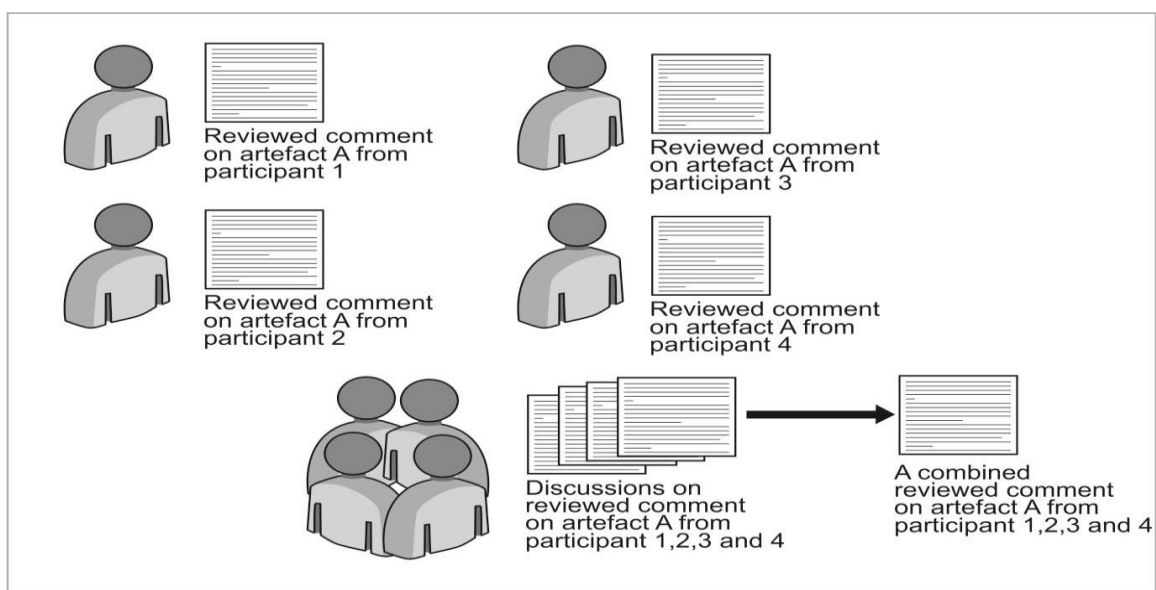 Reviewed comment
on artefact A from
participant 1
Reviewed comment
on artefact A from
participant 3
Reviewed comment
on artefact A from
participant 2
Reviewed comment
on artefact A from
participant 4
Discussions on
reviewed comment
on artefact A from
participant 1,2,3 and 4
A combined
reviewed comment
on artefact A from
participant 1,2,3 and 4